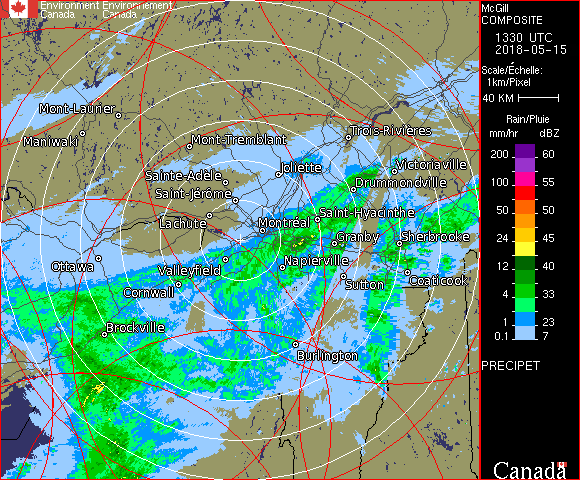 Environment Environnement
Canada Canada
McGill
COMPOSITE
1330 UTC
2018-05-15
Scale/Échelle:
1km/Pixel
40 KM
Rain/Pluie
mm/hr dBZ
200 60
100 55
50 50
24 45
12 40
4 33
1 23
0.1 7
PRECIPET
Canada
Mont-Laurier
Maniwaki
Mont-Tremblant
Trois-Rivières
Sainte-Adèle
Joliette
Victoriaville
Saint-Jérôme
Drummondville
Lachute
Montréal
Saint-Hyacinthe
Granby
Sherbrooke
Ottawa
Valleyfield
Napierville
Cornwall
Sutton
Coaticook
Brockville
Burlington